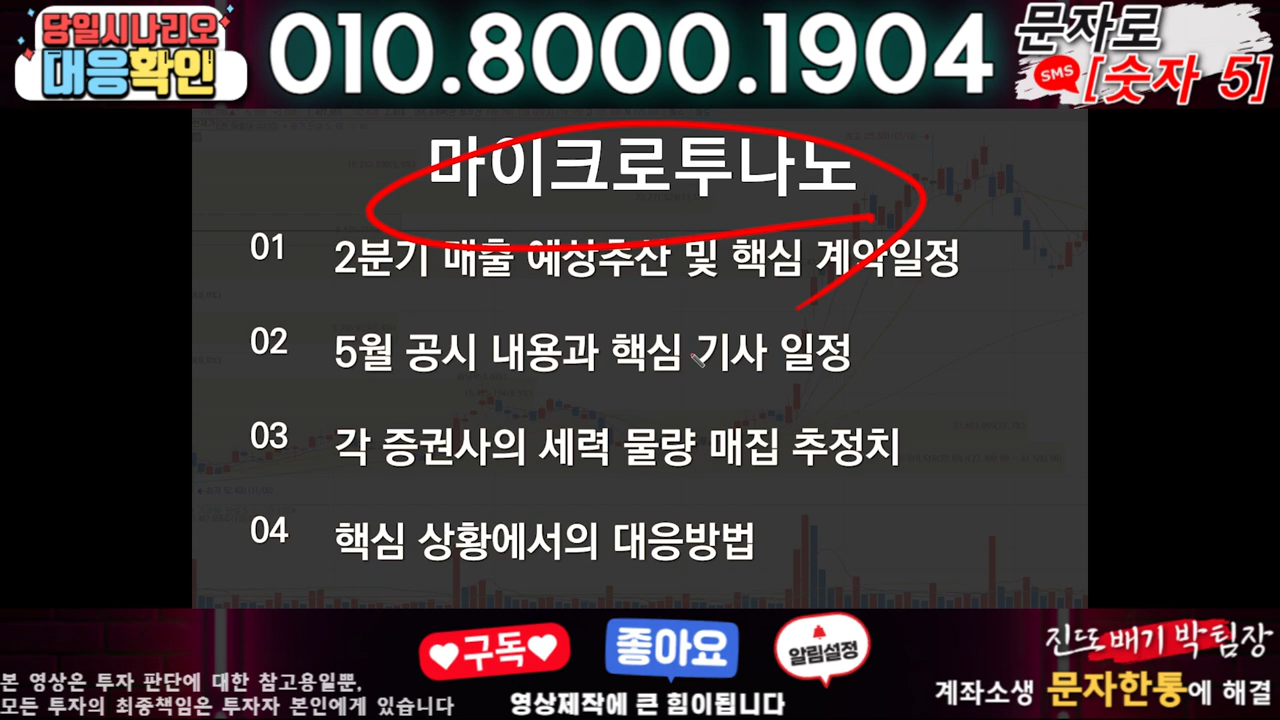 당일시나리오
대응확인
010.8000.1904
문자로
SMS
[숫자 5]
마이크로투나노
01
2분기 매출 예상추산 및 핵심 계약일정
02
5월 공시 내용과 핵심 기사 일정
03
각 증권사의 세력 물량 매집 추정치
04
핵심 상황에서의 대응방법
구독
좋아요
알림설정
영상제작에 큰 힘이됩니다
본 영상은 투자 판단에 대한 참고용일뿐,
모든 투자의 최종책임은 투자자 본인에게 있습니다
진또배기 박팀장
계좌소생 문자한통에 해결